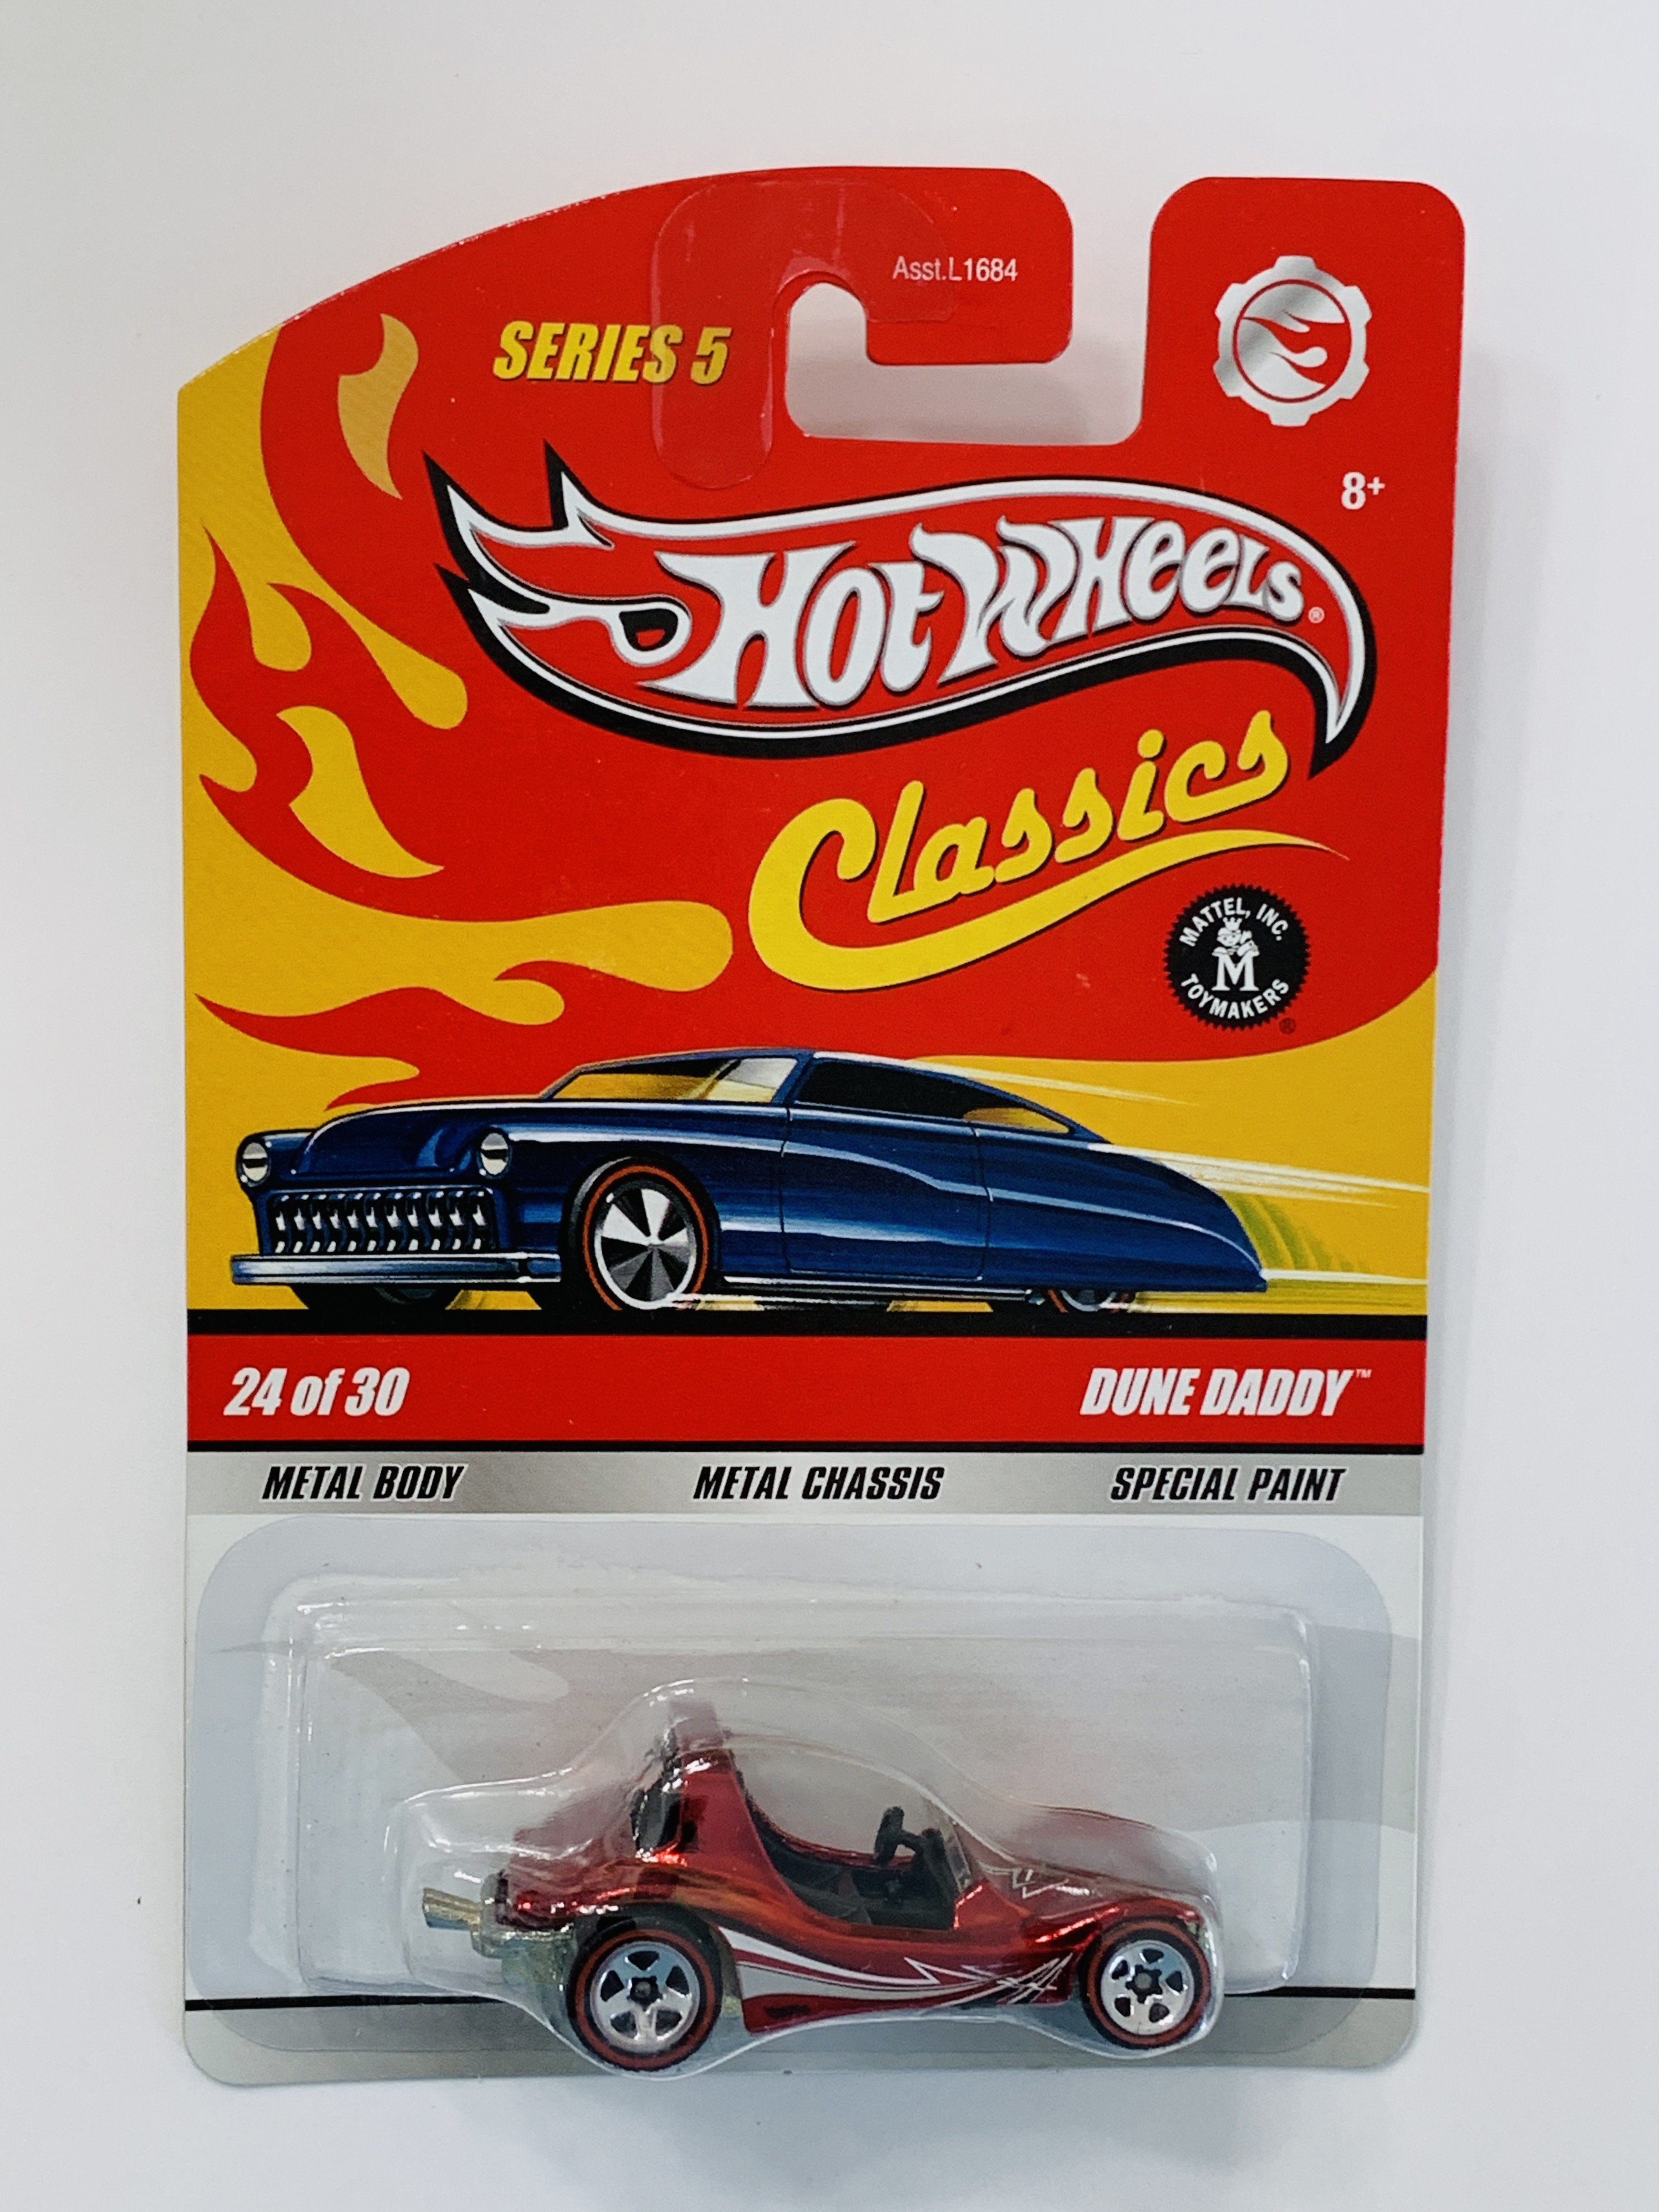 Asst.L1684
SERIES 5
8+
HOT WHEELS®
Classics
MATTEL, INC.
M
TOYMAKERS
®
24 of 30
DUNE DADDY™
METAL BODY
METAL CHASSIS
SPECIAL PAINT